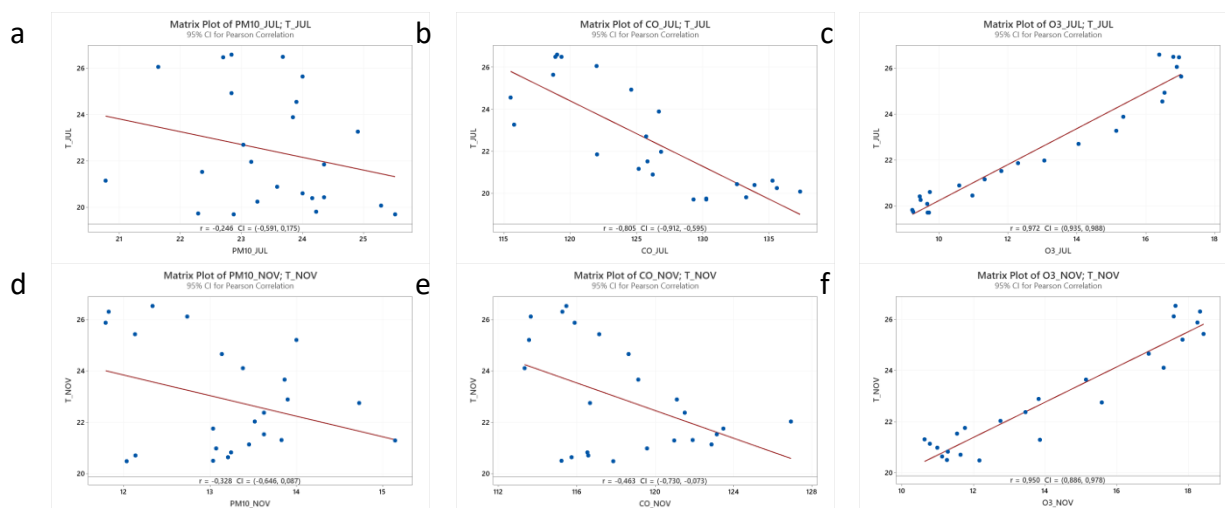 a
Matrix Plot of PM10_JUL; T_JUL
95% CI for Pearson Correlation
T_JUL
26
24
22
20
r = -0,246 CI = (-0,591, 0,175)
21 22 23 24 25
PM10_JUL
b
Matrix Plot of CO_JUL; T_JUL
95% CI for Pearson Correlation
T_JUL
26
24
22
20
r = -0,805 CI = (-0,912, -0,595)
115 120 125 130 135
CO_JUL
c
Matrix Plot of O3_JUL; T_JUL
95% CI for Pearson Correlation
T_JUL
26
24
22
20
r = 0,972 CI = (0,935, 0,988)
10 12 14 16 18
O3_JUL
d
Matrix Plot of PM10_NOV; T_NOV
95% CI for Pearson Correlation
T_NOV
26
24
22
20
r = -0,328 CI = (-0,646, 0,087)
12 13 14 15
PM10_NOV
e
Matrix Plot of CO_NOV; T_NOV
95% CI for Pearson Correlation
T_NOV
26
24
22
20
r = -0,463 CI = (-0,730, -0,073)
112 116 120 124 128
CO_NOV
f
Matrix Plot of O3_NOV; T_NOV
95% CI for Pearson Correlation
T_NOV
26
24
22
20
r = 0,950 CI = (0,886, 0,978)
10 12 14 16 18
O3_NOV